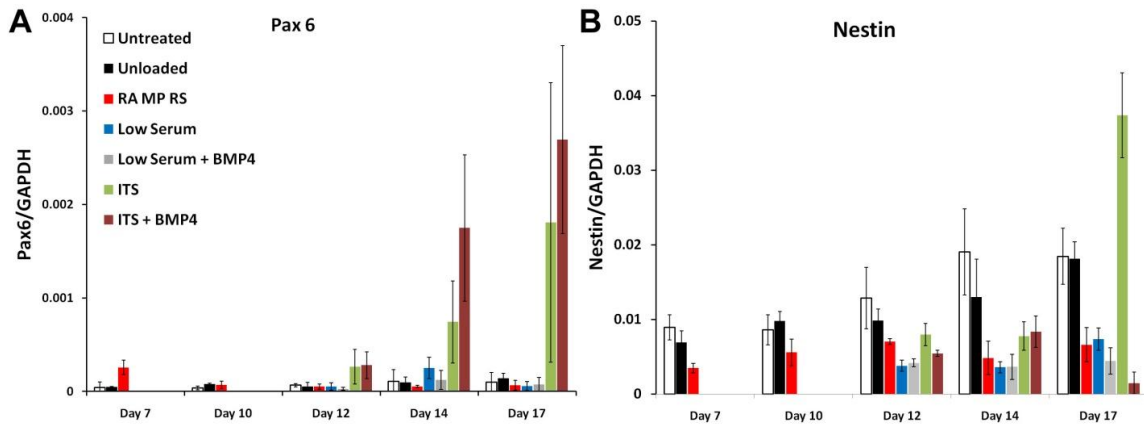 A
Pax 6
0.004
0.003
0.002
0.001
0
Pax6/GAPDH
Untreated
Unloaded
RA MP RS
Low Serum
Low Serum + BMP4
ITS
ITS + BMP4
Day 7 Day 10 Day 12 Day 14 Day 17
B
Nestin
0.05
0.04
0.03
0.02
0.01
0
Nestin/GAPDH
Day 7 Day 10 Day 12 Day 14 Day 17